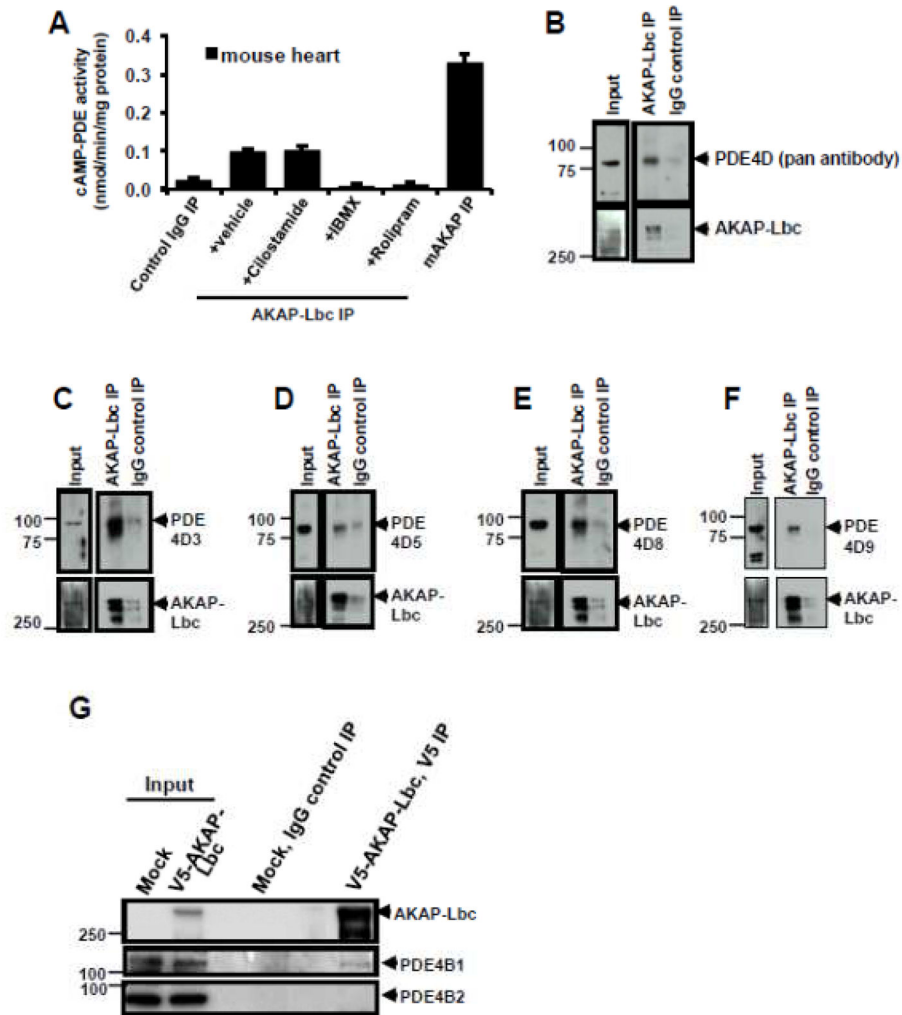 A
cAMP-PDE activity
(nmol/min/mg protein)
0.4
0.3
0.2
0.1
0.0
mouse heart
Control IgG IP
+vehicle
+Cilostamide
+IBMX
+Rolipram
mAKAP IP
AKAP-Lbc IP
B
Input
AKAP-Lbc IP
IgG control IP
100
75
PDE4D (pan antibody)
AKAP-Lbc
250
C
Input
AKAP-Lbc IP
IgG control IP
100
75
PDE
4D3
AKAP-
Lbc
250
D
Input
AKAP-Lbc IP
IgG control IP
100
75
PDE
4D5
AKAP-
Lbc
250
E
Input
AKAP-Lbc IP
IgG control IP
100
75
PDE
4D8
AKAP-
Lbc
250
F
Input
AKAP-Lbc IP
IgG control IP
100
75
PDE
4D9
AKAP-
Lbc
250
G
Input
Mock
V5-AKAP-
Lbc
Mock, IgG control IP
V5-AKAP-Lbc, V5 IP
AKAP-Lbc
250
PDE4B1
100
100
PDE4B2